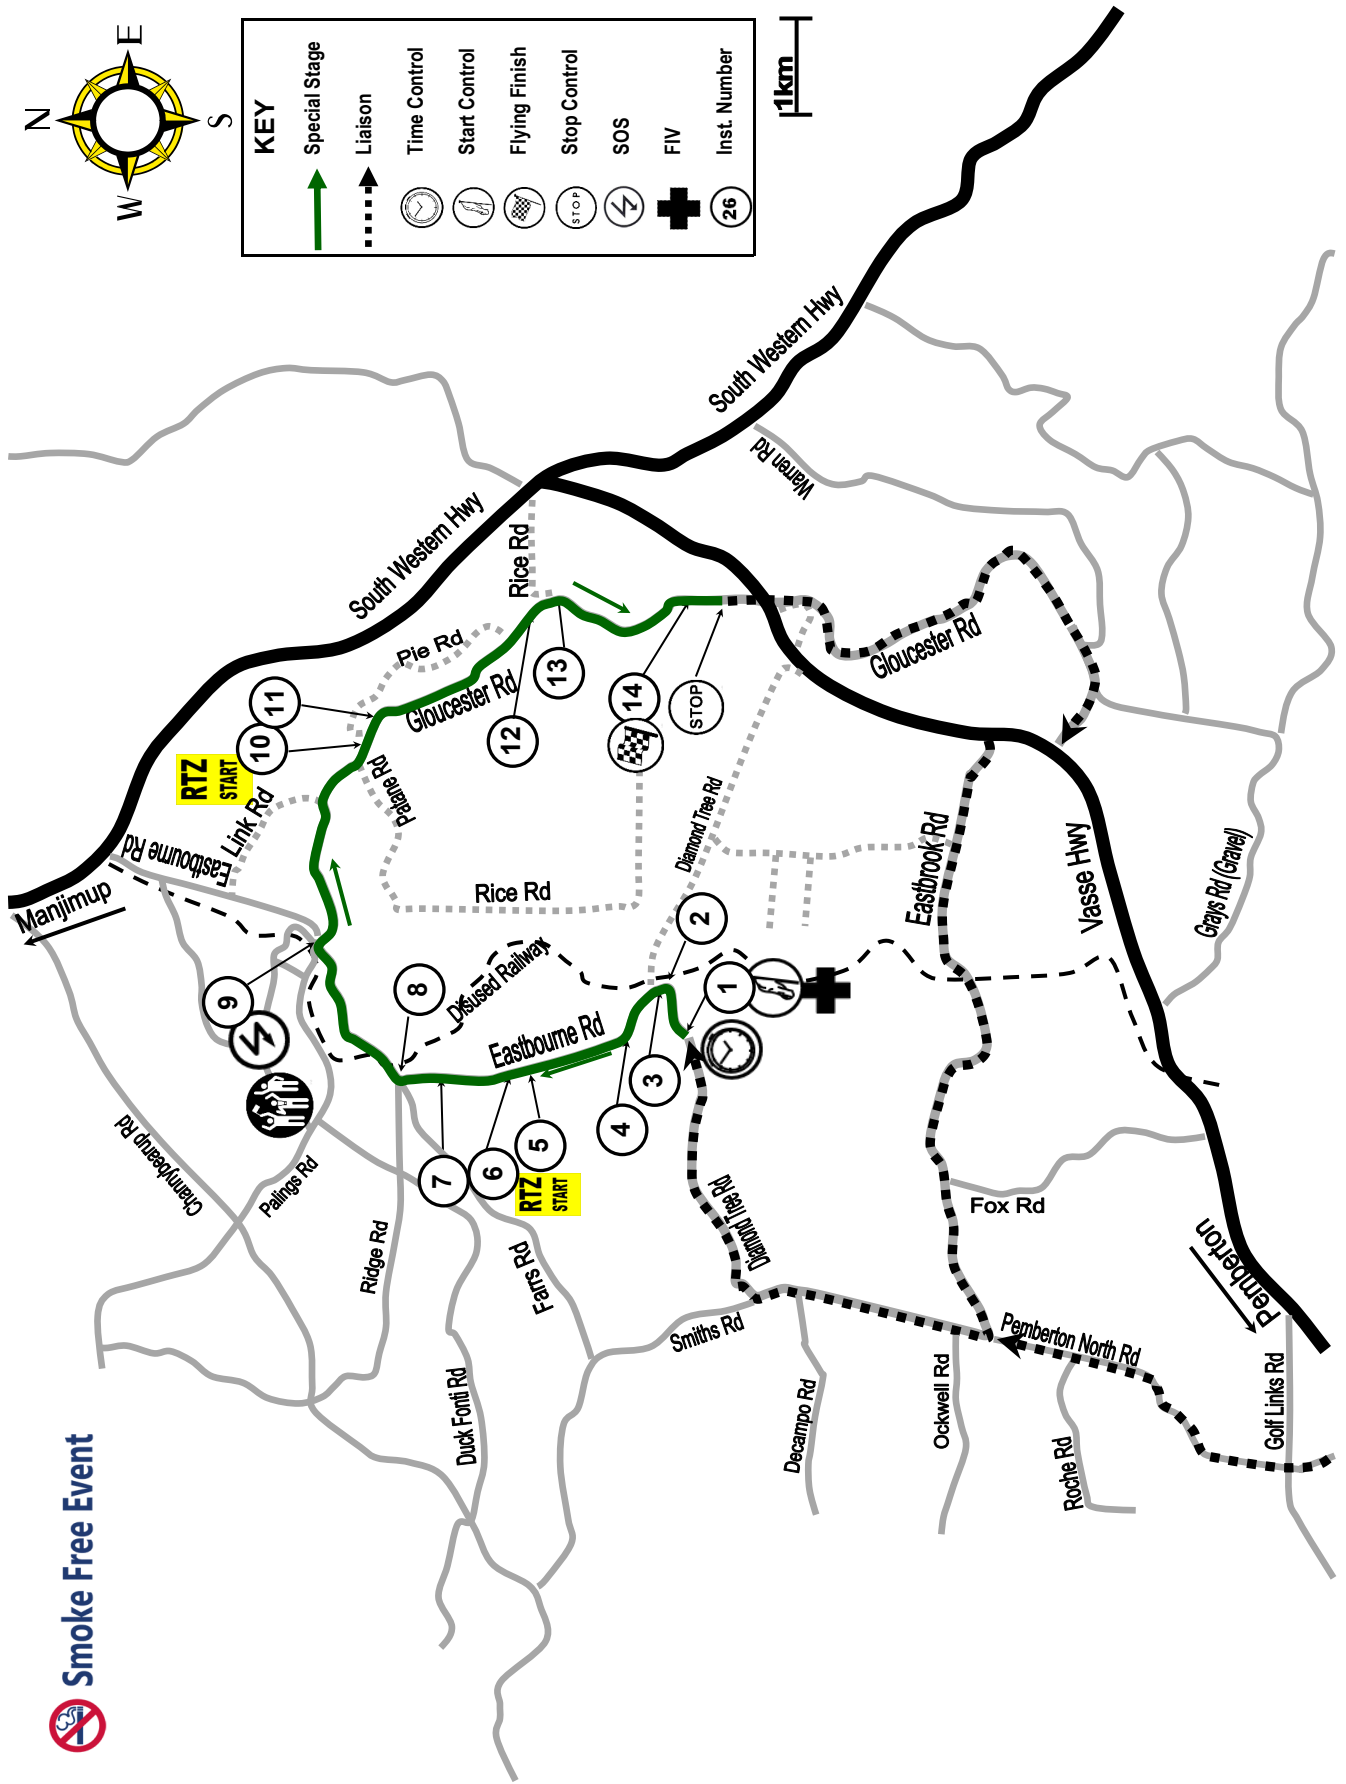 N
E
S
W
KEY
Special Stage
Liaison
Time Control
Start Control
Flying Finish
STOP
Stop Control
SOS
FIV
26
Inst. Number
1km
South Western Hwy
South Western Hwy
Warren Rd
Rice Rd
Pie Rd
Gloucester Rd
Gloucester Rd
11
10
RTZ
START
12
13
14
STOP
Link Rd
Eastbourne Rd
Palane Rd
Manjimup
Rice Rd
Diamond Tree Rd
Eastbrook Rd
Vasse Hwy
Grays Rd (Gravel)
9
8
Disused Railway
Eastbourne Rd
2
1
3
4
5
6
7
RTZ
START
Channybearup Rd
Palings Rd
Ridge Rd
Farrs Rd
Duck Fonti Rd
Diamond Tree Rd
Smiths Rd
Fox Rd
Pemberton
Pemberton North Rd
Decampo Rd
Ockwell Rd
Roche Rd
Golf Links Rd
Smoke Free Event